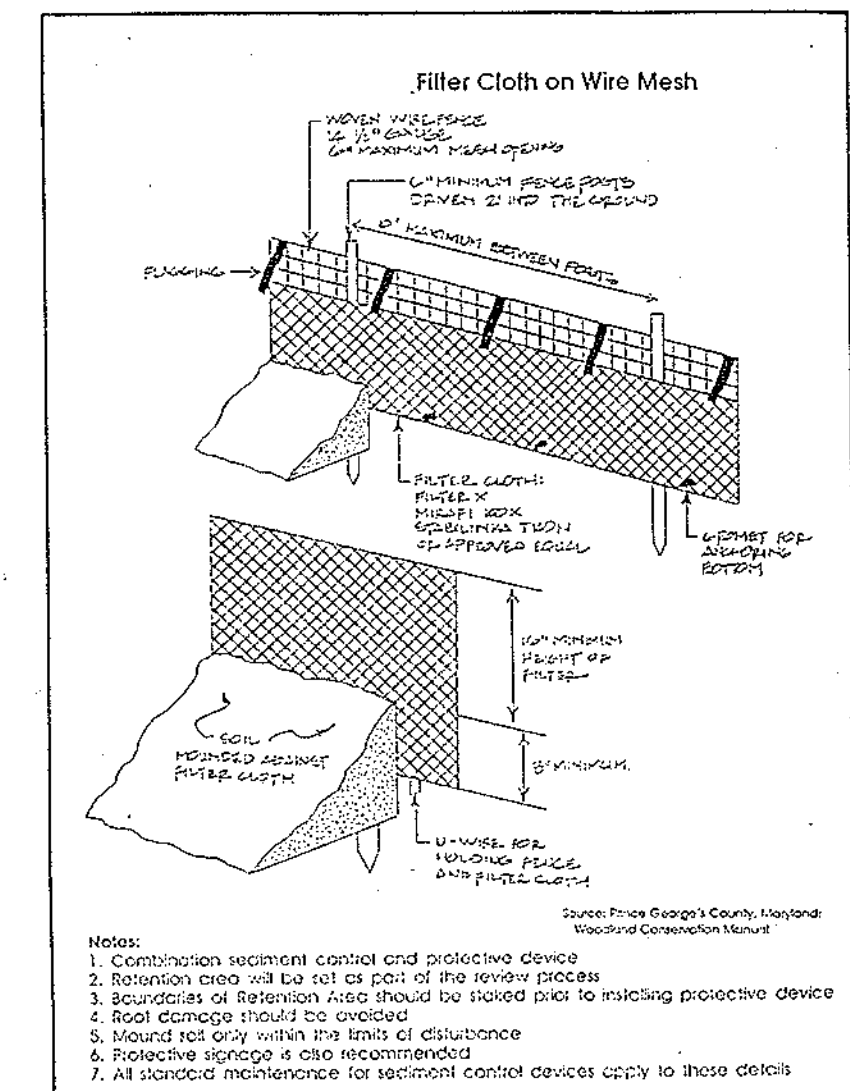 Filter Cloth on Wire Mesh
WOVEN WIRE FENCE
14 1/2" GAUGE
6" MAXIMUM MESH OPENING
6" MINIMUM FENCE POSTS
DRIVEN 2' INTO THE GROUND
MAXIMUM BETWEEN POSTS
FLAGGING
FILTER CLOTH:
FILTER X
MIRAFI
STABILINKA
OR APPROVED EQUAL
GROMET FOR
ANCHORING
BOTTOM
16" MINIMUM
HEIGHT OF
FILTER
SOIL
MOUNDED AGAINST
FILTER CLOTH
8" MINIMUM
U-WIRE FOR
HOLDING FENCE
AND FILTER CLOTH
Source: Prince George's County, Maryland:
Woodland Conservation Manual
Notes:
1. Combination sediment control and protective device
2. Retention area will be set as part of the review process
3. Boundaries of Retention Area should be staked prior to installing protective device
4. Root damage should be avoided
5. Mound soil only within the limits of disturbance
6. Protective signage is also recommended
7. All standard maintenance for sediment control devices apply to these details